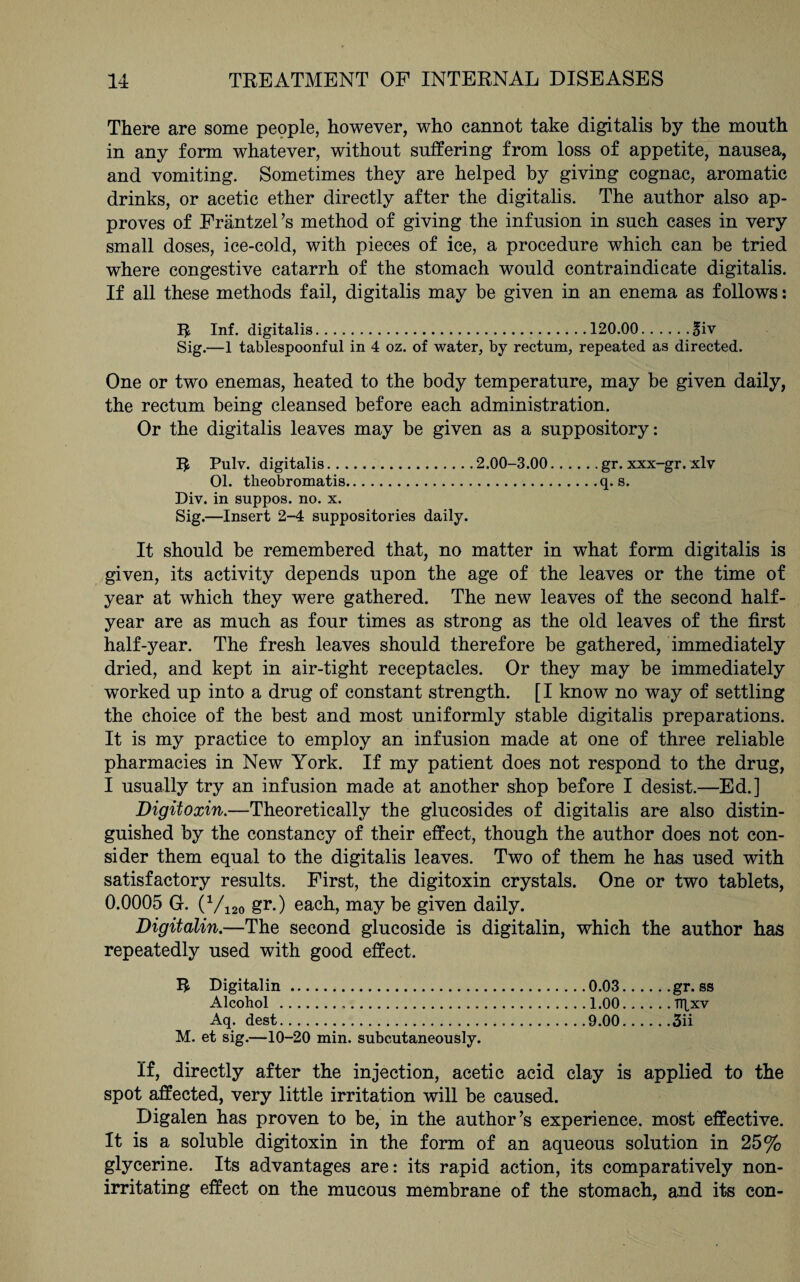 14 TREATMENT OF INTERNAL DISEASES
There are some people, however, who cannot take digitalis by the mouth
in any form whatever, without suffering from loss of appetite, nausea,
and vomiting. Sometimes they are helped by giving cognac, aromatic
drinks, or acetic ether directly after the digitalis. The author also ap-
proves of Fräntzel's method of giving the infusion in such cases in very
small doses, ice-cold, with pieces of ice, a procedure which can be tried
where congestive catarrh of the stomach would contraindicate digitalis.
If all these methods fail, digitalis may be given in an enema as follows:
℞ Inf. digitalis.................................120.00......℥iv
Sig.—1 tablespoonful in 4 oz. of water, by rectum, repeated as directed.
One or two enemas, heated to the body temperature, may be given daily,
the rectum being cleansed before each administration.
Or the digitalis leaves may be given as a suppository:
℞ Pulv. digitalis..................2.00-3.00......gr. xxx-gr. xlv
Ol. theobromatis..............................q. s.
Div. in suppos. no. x.
Sig.—Insert 2-4 suppositories daily.
It should be remembered that, no matter in what form digitalis is
given, its activity depends upon the age of the leaves or the time of
year at which they were gathered. The new leaves of the second half-
year are as much as four times as strong as the old leaves of the first
half-year. The fresh leaves should therefore be gathered, immediately
dried, and kept in air-tight receptacles. Or they may be immediately
worked up into a drug of constant strength. [I know no way of settling
the choice of the best and most uniformly stable digitalis preparations.
It is my practice to employ an infusion made at one of three reliable
pharmacies in New York. If my patient does not respond to the drug,
I usually try an infusion made at another shop before I desist.—Ed.]
Digitoxin.—Theoretically the glucosides of digitalis are also distin-
guished by the constancy of their effect, though the author does not con-
sider them equal to the digitalis leaves. Two of them he has used with
satisfactory results. First, the digitoxin crystals. One or two tablets,
0.0005 G. (¹/₁₂₀ gr.) each, may be given daily.
Digitalin.—The second glucoside is digitalin, which the author has
repeatedly used with good effect.
℞ Digitalin ...................................0.03......gr. ss
Alcohol .....................................1.00......♏xv
Aq. dest.....................................9.00......ʒii
M. et sig.—10-20 min. subcutaneously.
If, directly after the injection, acetic acid clay is applied to the
spot affected, very little irritation will be caused.
Digalen has proven to be, in the author's experience. most effective.
It is a soluble digitoxin in the form of an aqueous solution in 25%
glycerine. Its advantages are: its rapid action, its comparatively non-
irritating effect on the mucous membrane of the stomach, and its con-